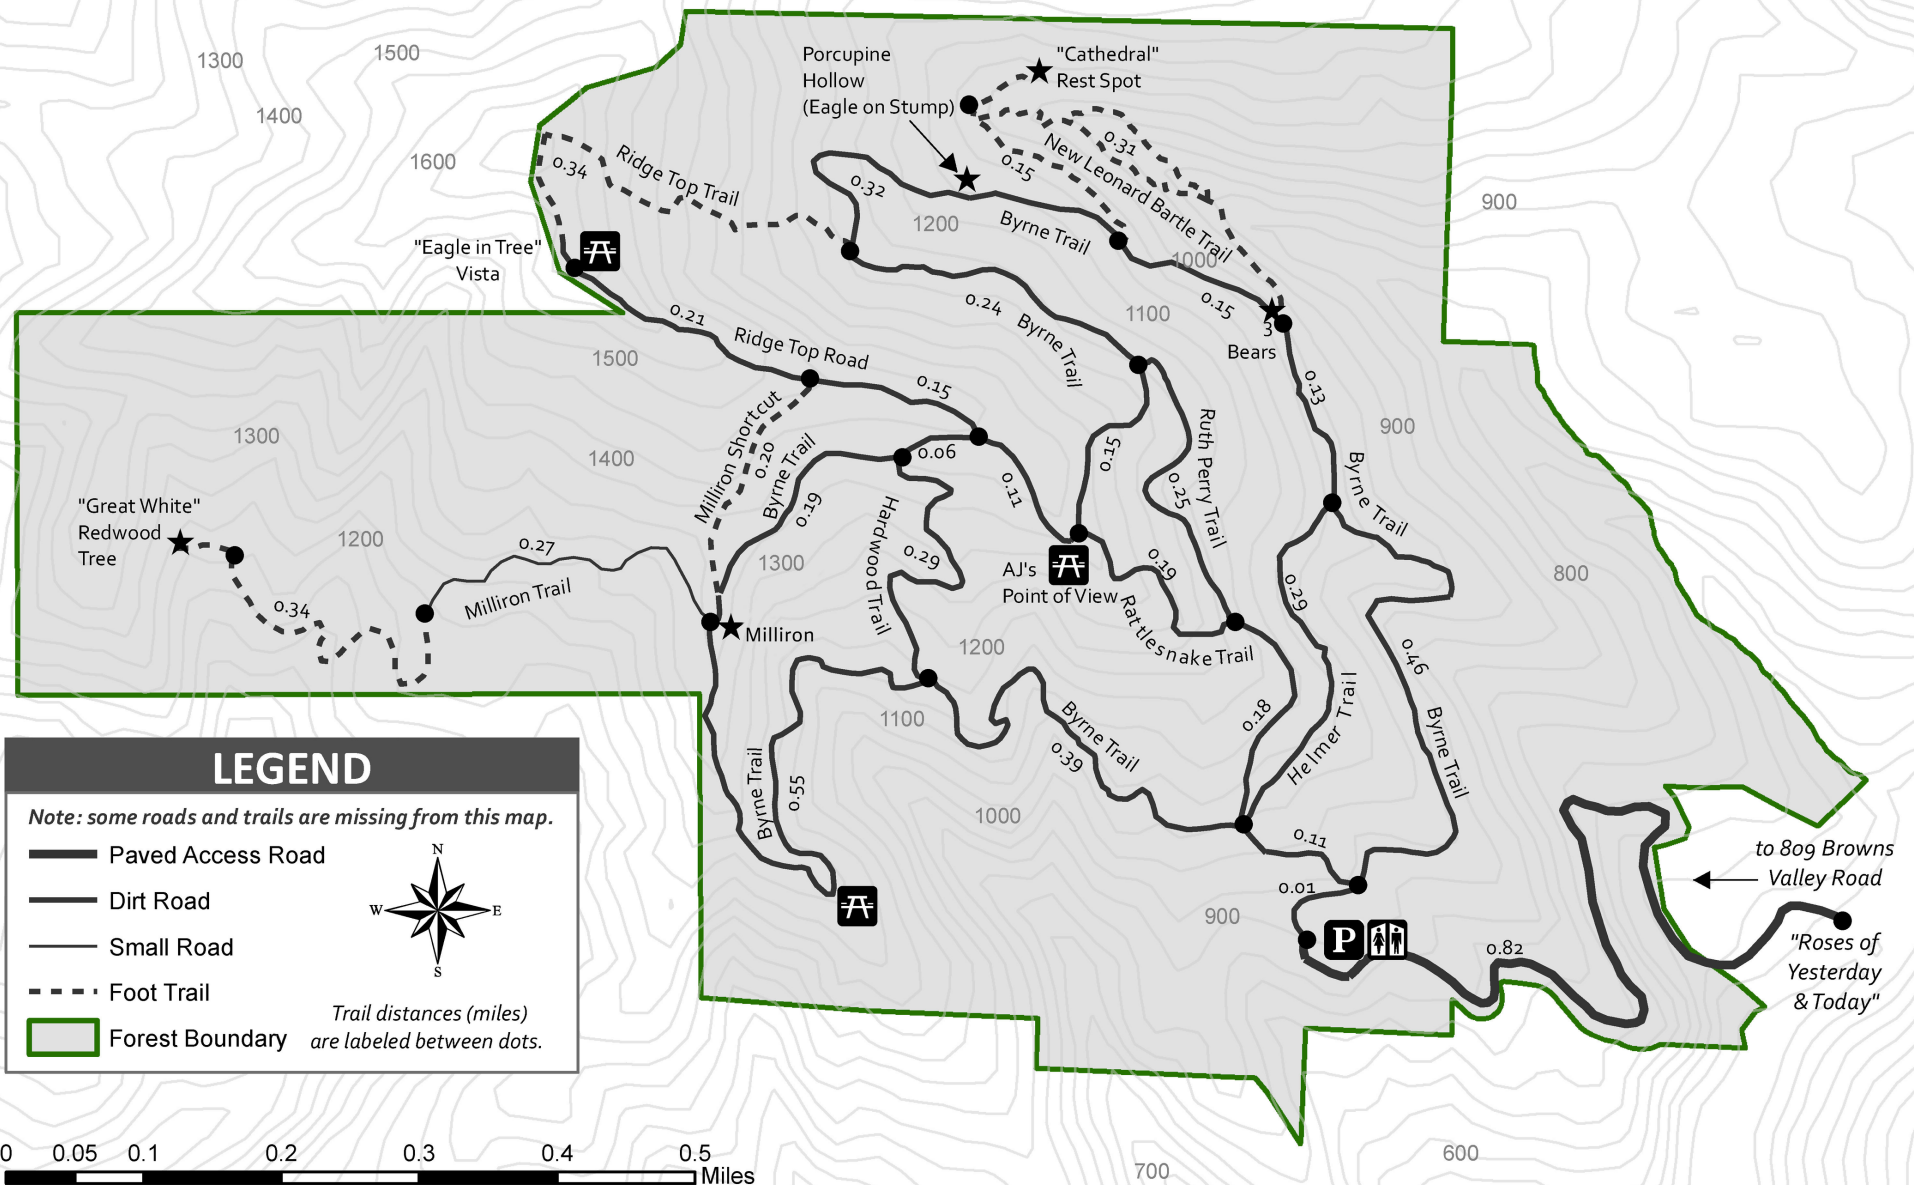 1300
1500
1400
1600
Porcupine
Hollow
(Eagle on Stump)
"Cathedral"
Rest Spot
0.31
New Leonard Bartle Trail
0.15
0.34
Ridge Top Trail
0.32
1200
Byrne Trail
1000
900
"Eagle in Tree"
Vista
0.21
Ridge Top Road
0.24
Byrne Trail
1100
0.15
3
Bears
1500
0.15
0.13
Milliron Shortcut
0.20
Byrne Trail
0.19
0.06
0.11
0.15
Ruth Perry Trail
0.25
900
Byrne Trail
1300
1400
"Great White"
Redwood
Tree
1200
0.27
0.34
Milliron Trail
1300
Hardwood Trail
0.29
AJ's
Point of View
0.19
Rattlesnake Trail
0.29
800
Milliron
1200
1100
0.46
0.18
Helmer Trail
Byrne Trail
Byrne Trail
0.39
Byrne Trail
0.55
1000
0.11
0.01
900
P
0.82
to 809 Browns
Valley Road
"Roses of
Yesterday
& Today"
LEGEND
Note: some roads and trails are missing from this map.
Paved Access Road
Dirt Road
Small Road
Foot Trail
Forest Boundary
N
W
E
S
Trail distances (miles)
are labeled between dots.
0 0.05 0.1 0.2 0.3 0.4 0.5
Miles
700
600